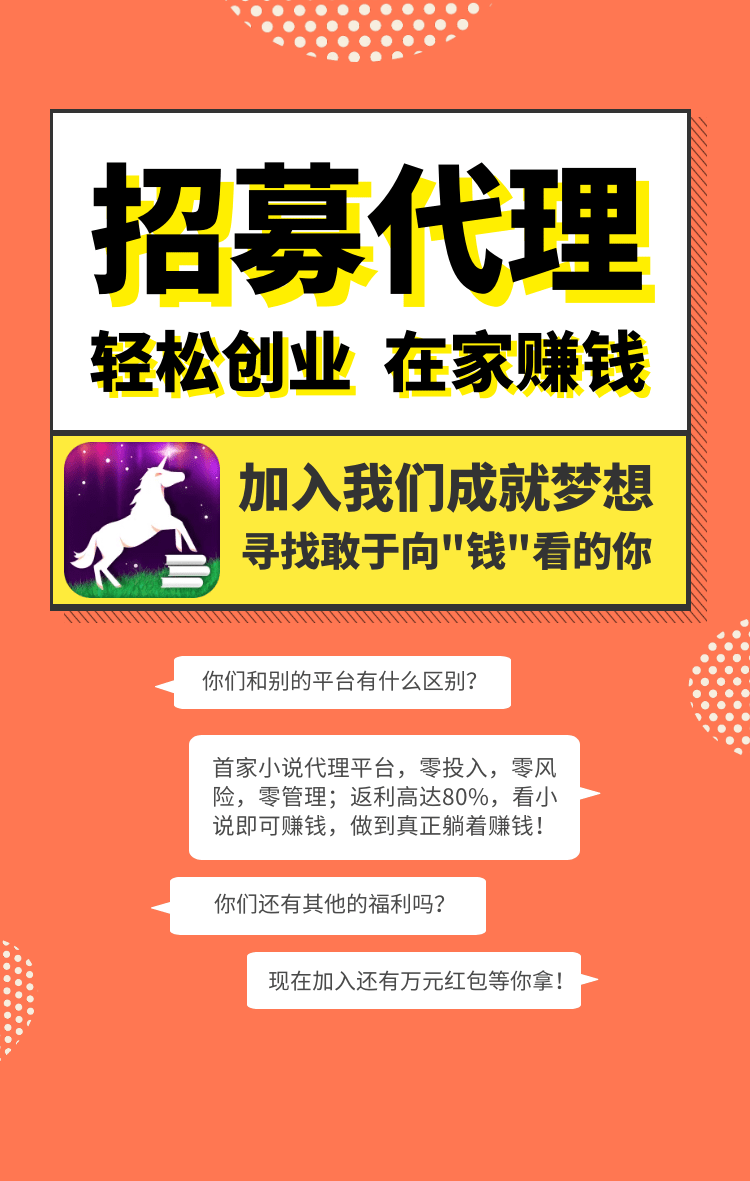 招募代理
轻松创业 在家赚钱
加入我们成就梦想
寻找敢于向"钱"看的你
你们和别的平台有什么区别？
首家小说代理平台，零投入，零风
险，零管理；返利高达80%，看小
说即可赚钱，做到真正躺着赚钱！
你们还有其他的福利吗？
现在加入还有万元红包等你拿！